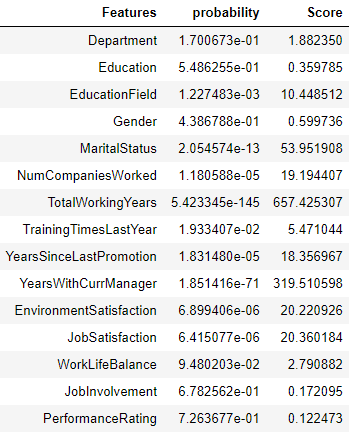 Features probability Score
Department 1.700673e-01 1.882350
Education 5.486255e-01 0.359785
EducationField 1.227483e-03 10.448512
Gender 4.386788e-01 0.599736
MaritalStatus 2.054574e-13 53.951908
NumCompaniesWorked 1.180588e-05 19.194407
TotalWorkingYears 5.423345e-145 657.425307
TrainingTimesLastYear 1.933407e-02 5.471044
YearsSinceLastPromotion 1.831480e-05 18.356967
YearsWithCurrManager 1.851416e-71 319.510598
EnvironmentSatisfaction 6.899406e-06 20.220926
JobSatisfaction 6.415077e-06 20.360184
WorkLifeBalance 9.480203e-02 2.790882
JobInvolvement 6.782562e-01 0.172095
PerformanceRating 7.263677e-01 0.122473